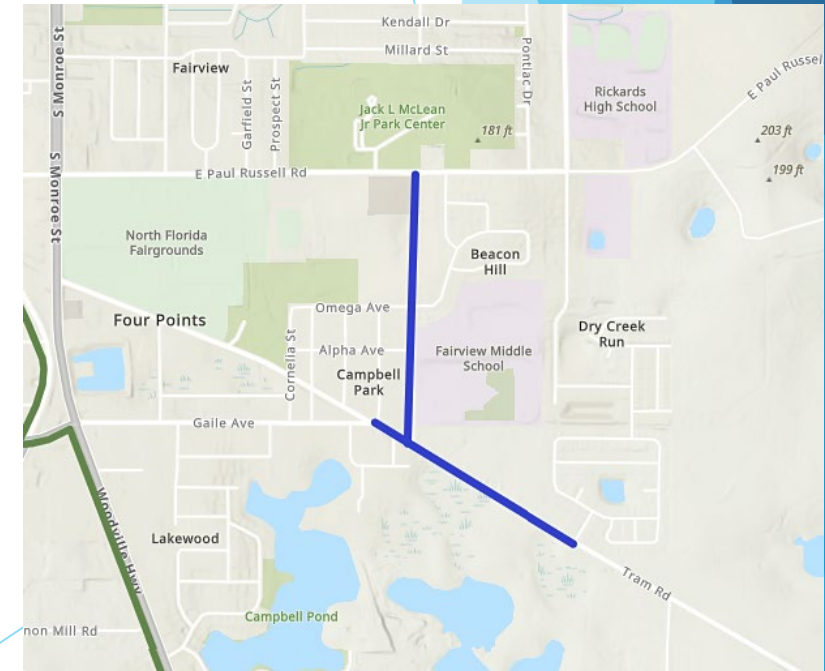 Kendall Dr
Millard St
S Monroe St
Fairview
Pontiac Dr
Rickards
High School
E Paul Russel
Garfield St
Prospect St
Jack L McLean
Jr Park Center
181 ft
203 ft
199 ft
S Monroe St
E Paul Russell Rd
North Florida
Fairgrounds
Beacon
Hill
Omega Ave
Four Points
Dry Creek
Run
Cornelia St
Alpha Ave
Fairview Middle
School
Campbell
Park
Gaile Ave
Woodville Hwy
Lakewood
Tram Rd
Campbell Pond
non Mill Rd